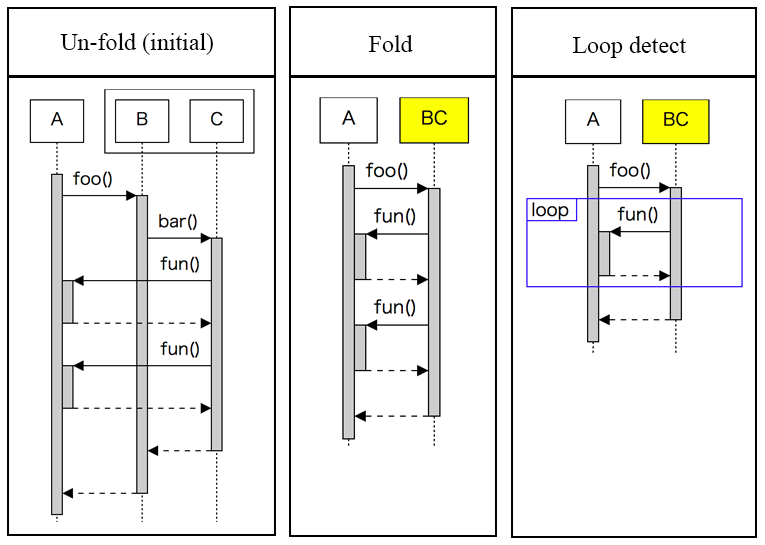 Un-fold (initial)
A
B
C
foo()
bar()
fun()
fun()
Fold
A
BC
foo()
fun()
fun()
Loop detect
A
BC
foo()
loop
fun()